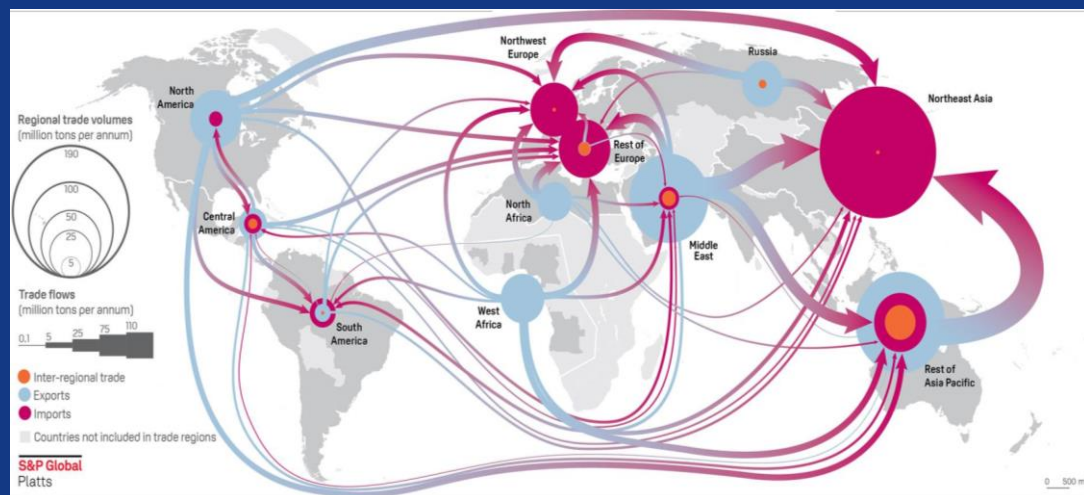 Regional trade volumes
(million tons per annum)
190
100
50
25
5
Trade flows
(million tons per annum)
0.1 5 25 75 110
Inter-regional trade
Exports
Imports
Countries not included in trade regions
S&P Global
Platts
North
America
Central
America
South
America
Northwest
Europe
Rest of
Europe
North
Africa
West
Africa
Russia
Middle
East
Northeast Asia
Rest of
Asia Pacific
0 500 m